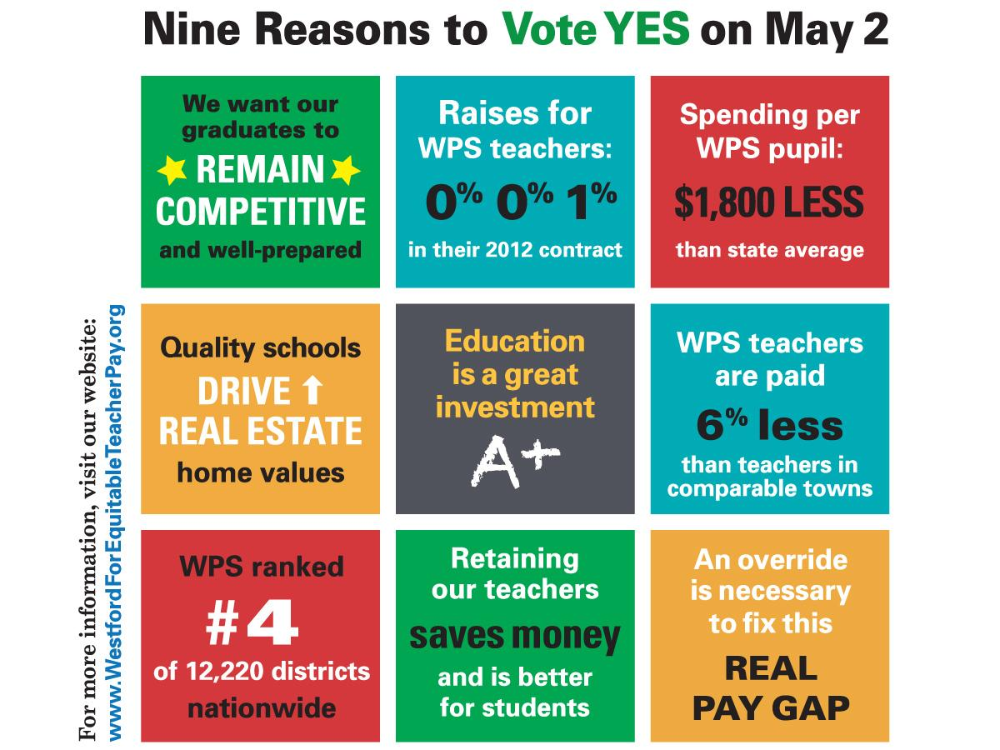 Nine Reasons to Vote YES on May 2
We want our
graduates to
REMAIN
COMPETITIVE
and well-prepared
Raises for
WPS teachers:
0% 0% 1%
in their 2012 contract
Spending per
WPS pupil:
$1,800 LESS
than state average
Quality schools
DRIVE ⬆
REAL ESTATE
home values
Education
is a great
investment
A+
WPS teachers
are paid
6% less
than teachers in
comparable towns
WPS ranked
#4
of 12,220 districts
nationwide
Retaining
our teachers
saves money
and is better
for students
An override
is necessary
to fix this
REAL
PAY GAP
For more information, visit our website:
www.WestfordForEquitableTeacherPay.org